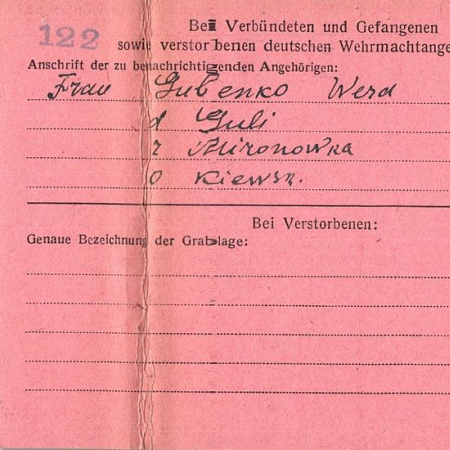 122
Bei Verbündeten und Gefangenen
sowie verstorbenen deutschen Wehrmachtange
Anschrift der zu benachrichtigenden Angehörigen:
Frau Gubenko Wera
d Guli
r Mironowka
o Kiewsk.
Bei Verstorbenen:
Genaue Bezeichnung der Grablage: